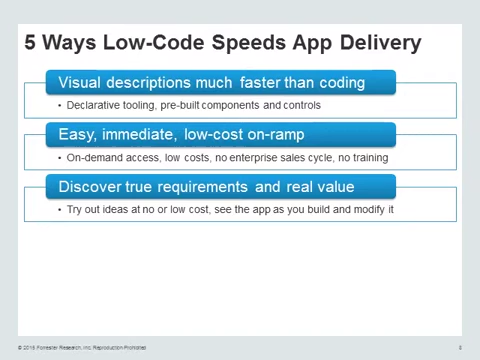 5 Ways Low-Code Speeds App Delivery
Visual descriptions much faster than coding
• Declarative tooling, pre-built components and controls
Easy, immediate, low-cost on-ramp
• On-demand access, low costs, no enterprise sales cycle, no training
Discover true requirements and real value
• Try out ideas at no or low cost, see the app as you build and modify it
Forrester Research, Inc. Reproduction Prohibited